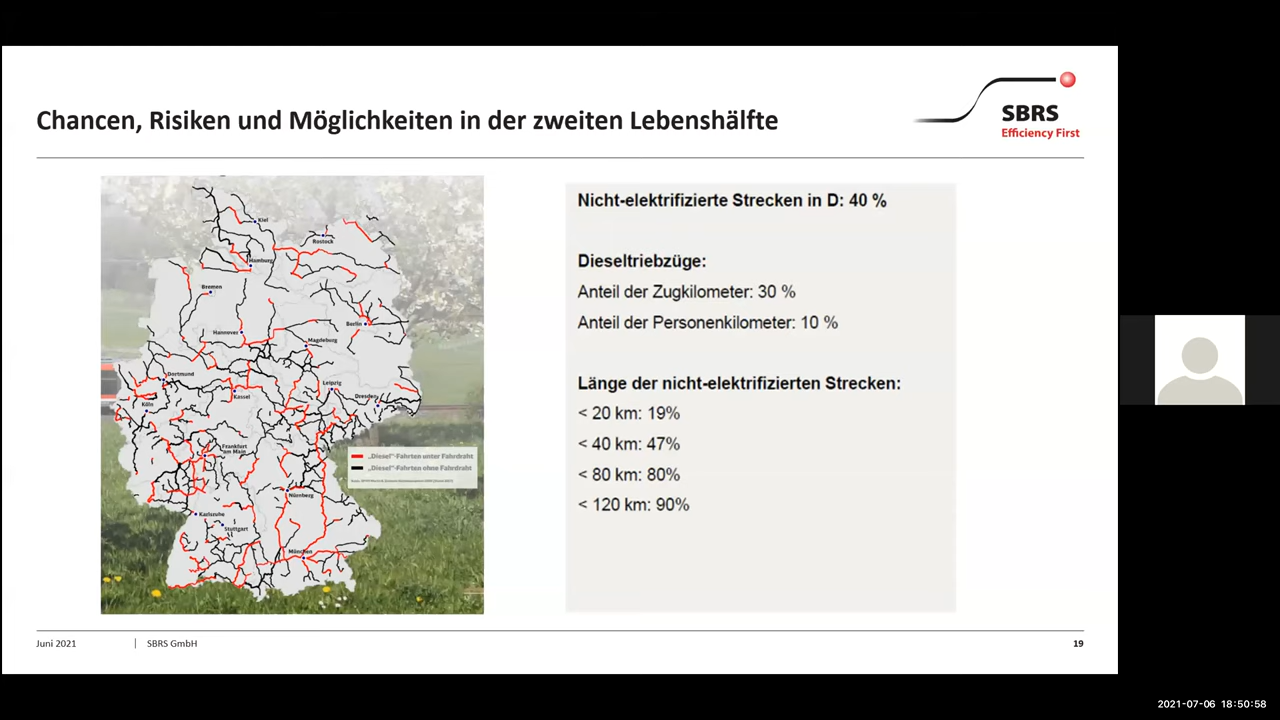 Chancen, Risiken und Möglichkeiten in der zweiten Lebenshälfte
SBRS
Efficiency First
Kiel
Rostock
Hamburg
Bremen
Berlin
Hannover
Magdeburg
Dortmund
Leipzig
Kassel
Dresden
Köln
Frankfurt
am Main
„Diesel“-Fahrten unter Fahrdraht
„Diesel“-Fahrten ohne Fahrdraht
Nürnberg
Karlsruhe
Stuttgart
München
Nicht-elektrifizierte Strecken in D: 40 %
Dieseltriebzüge:
Anteil der Zugkilometer: 30 %
Anteil der Personenkilometer: 10 %
Länge der nicht-elektrifizierten Strecken:
< 20 km: 19%
< 40 km: 47%
< 80 km: 80%
< 120 km: 90%
Juni 2021
SBRS GmbH
19
2021-07-06 18:50:58